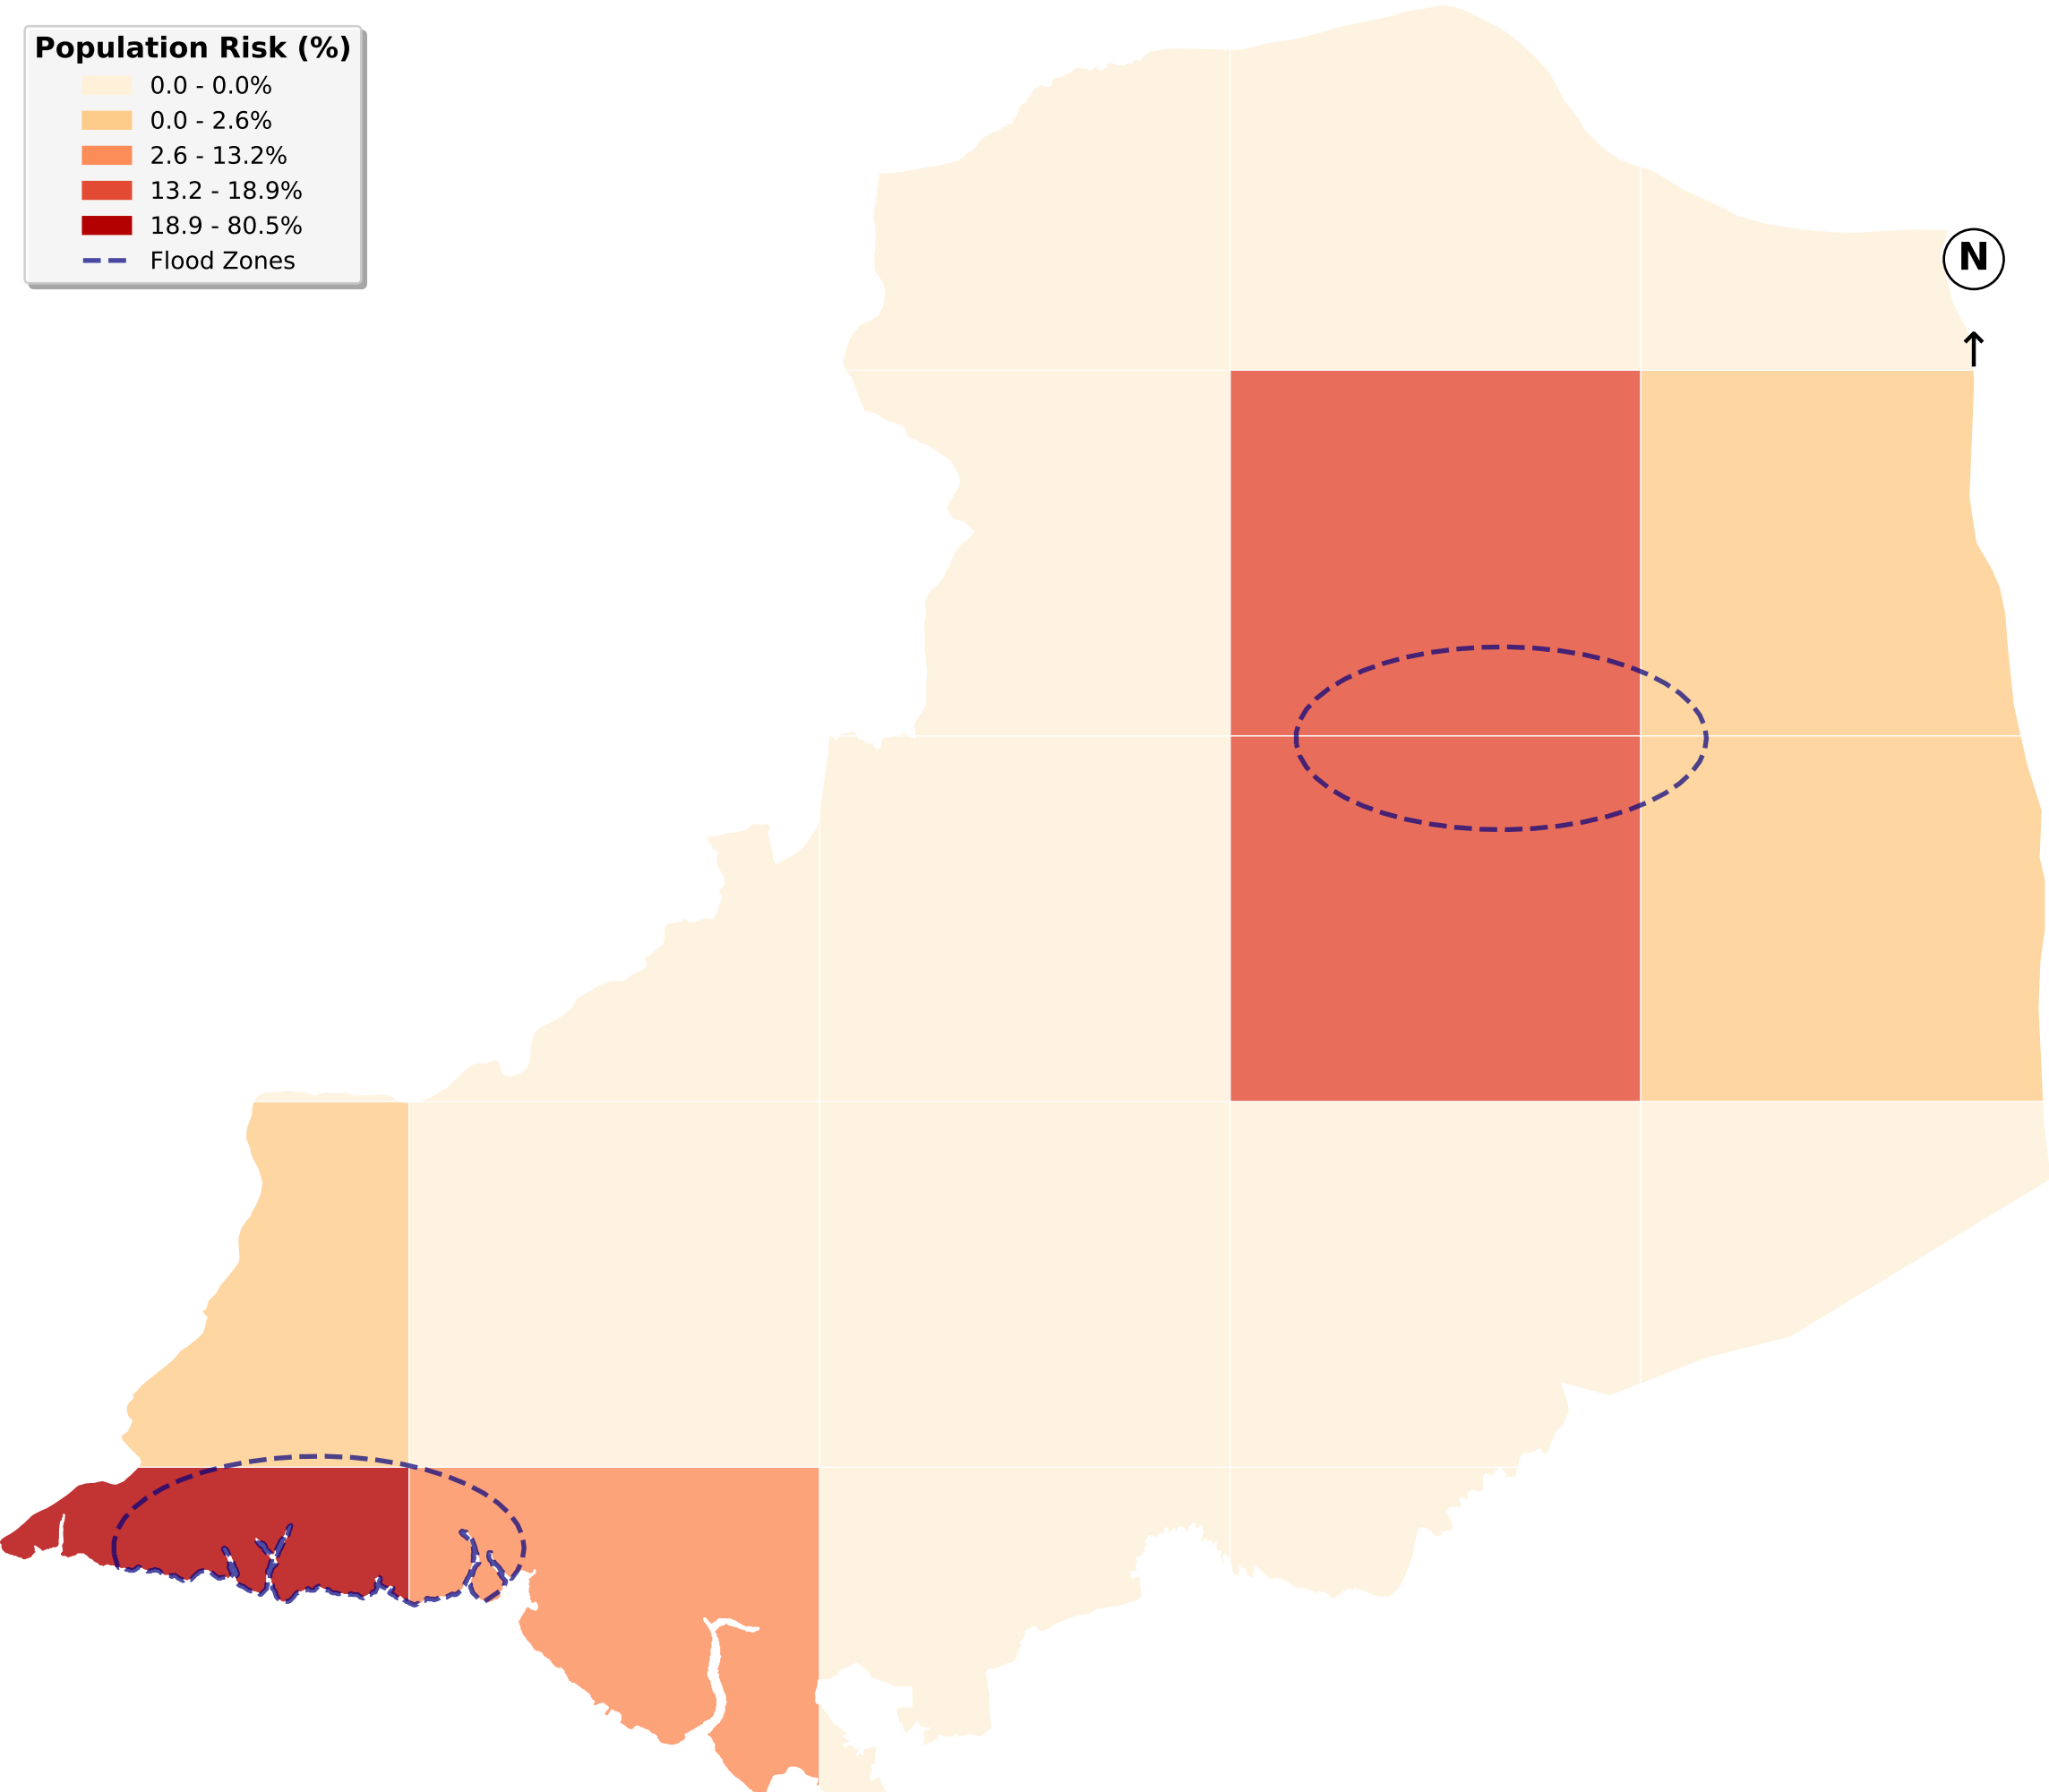 Population Risk (%)
0.0 - 0.0%
0.0 - 2.6%
2.6 - 13.2%
13.2 - 18.9%
18.9 - 80.5%
Flood Zones
N
↑